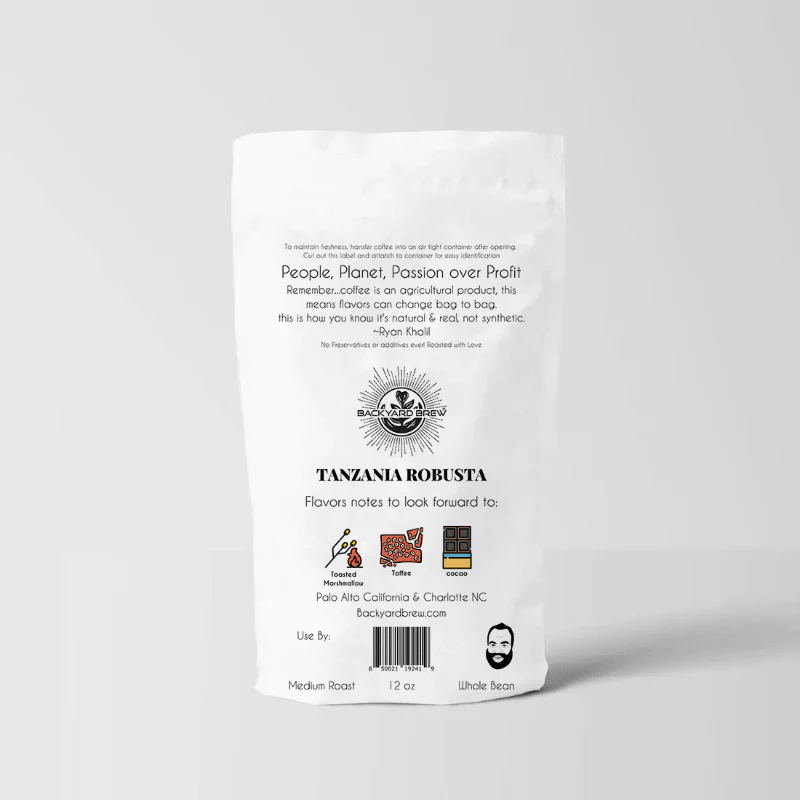 To maintain freshness, transfer coffee into an air tight container after opening.
Cut out this label and attatch to container for easy identification
People, Planet, Passion over Profit
Remember...coffee is an agricultural product, this
means flavors can change bag to bag.
this is how you know it's natural & real, not synthetic.
~Ryan Khalil
No Preservatives or additives ever! Roasted with Love
BACKYARD BREW
TANZANIA ROBUSTA
Flavors notes to look forward to:
Toasted Marshmallow
Toffee
cocoo
Palo Alto California & Charlotte NC
Backyardbrew.com
Use By:
8 50021 19241 9
Medium Roast 12 oz Whole Bean